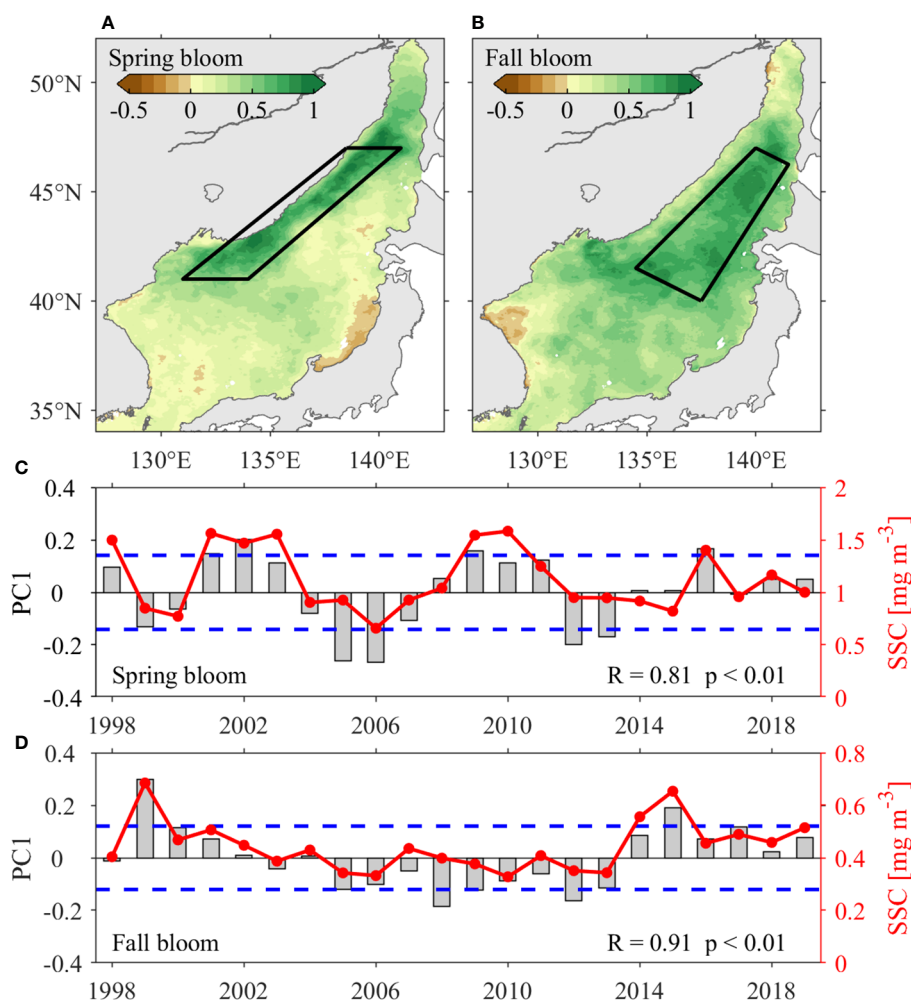 A
Spring bloom
-0.5 0 0.5 1
50°N
45°N
40°N
35°N
130°E 135°E 140°E
B
Fall bloom
-0.5 0 0.5 1
130°E 135°E 140°E
C
0.4
0.2
0
-0.2
-0.4
PC1
2
1.5
1
0.5
0
SSC [mg m⁻³]
Spring bloom
R = 0.81 p < 0.01
1998 2002 2006 2010 2014 2018
D
0.4
0.2
0
-0.2
-0.4
PC1
0.8
0.6
0.4
0.2
0
SSC [mg m⁻³]
Fall bloom
R = 0.91 p < 0.01
1998 2002 2006 2010 2014 2018